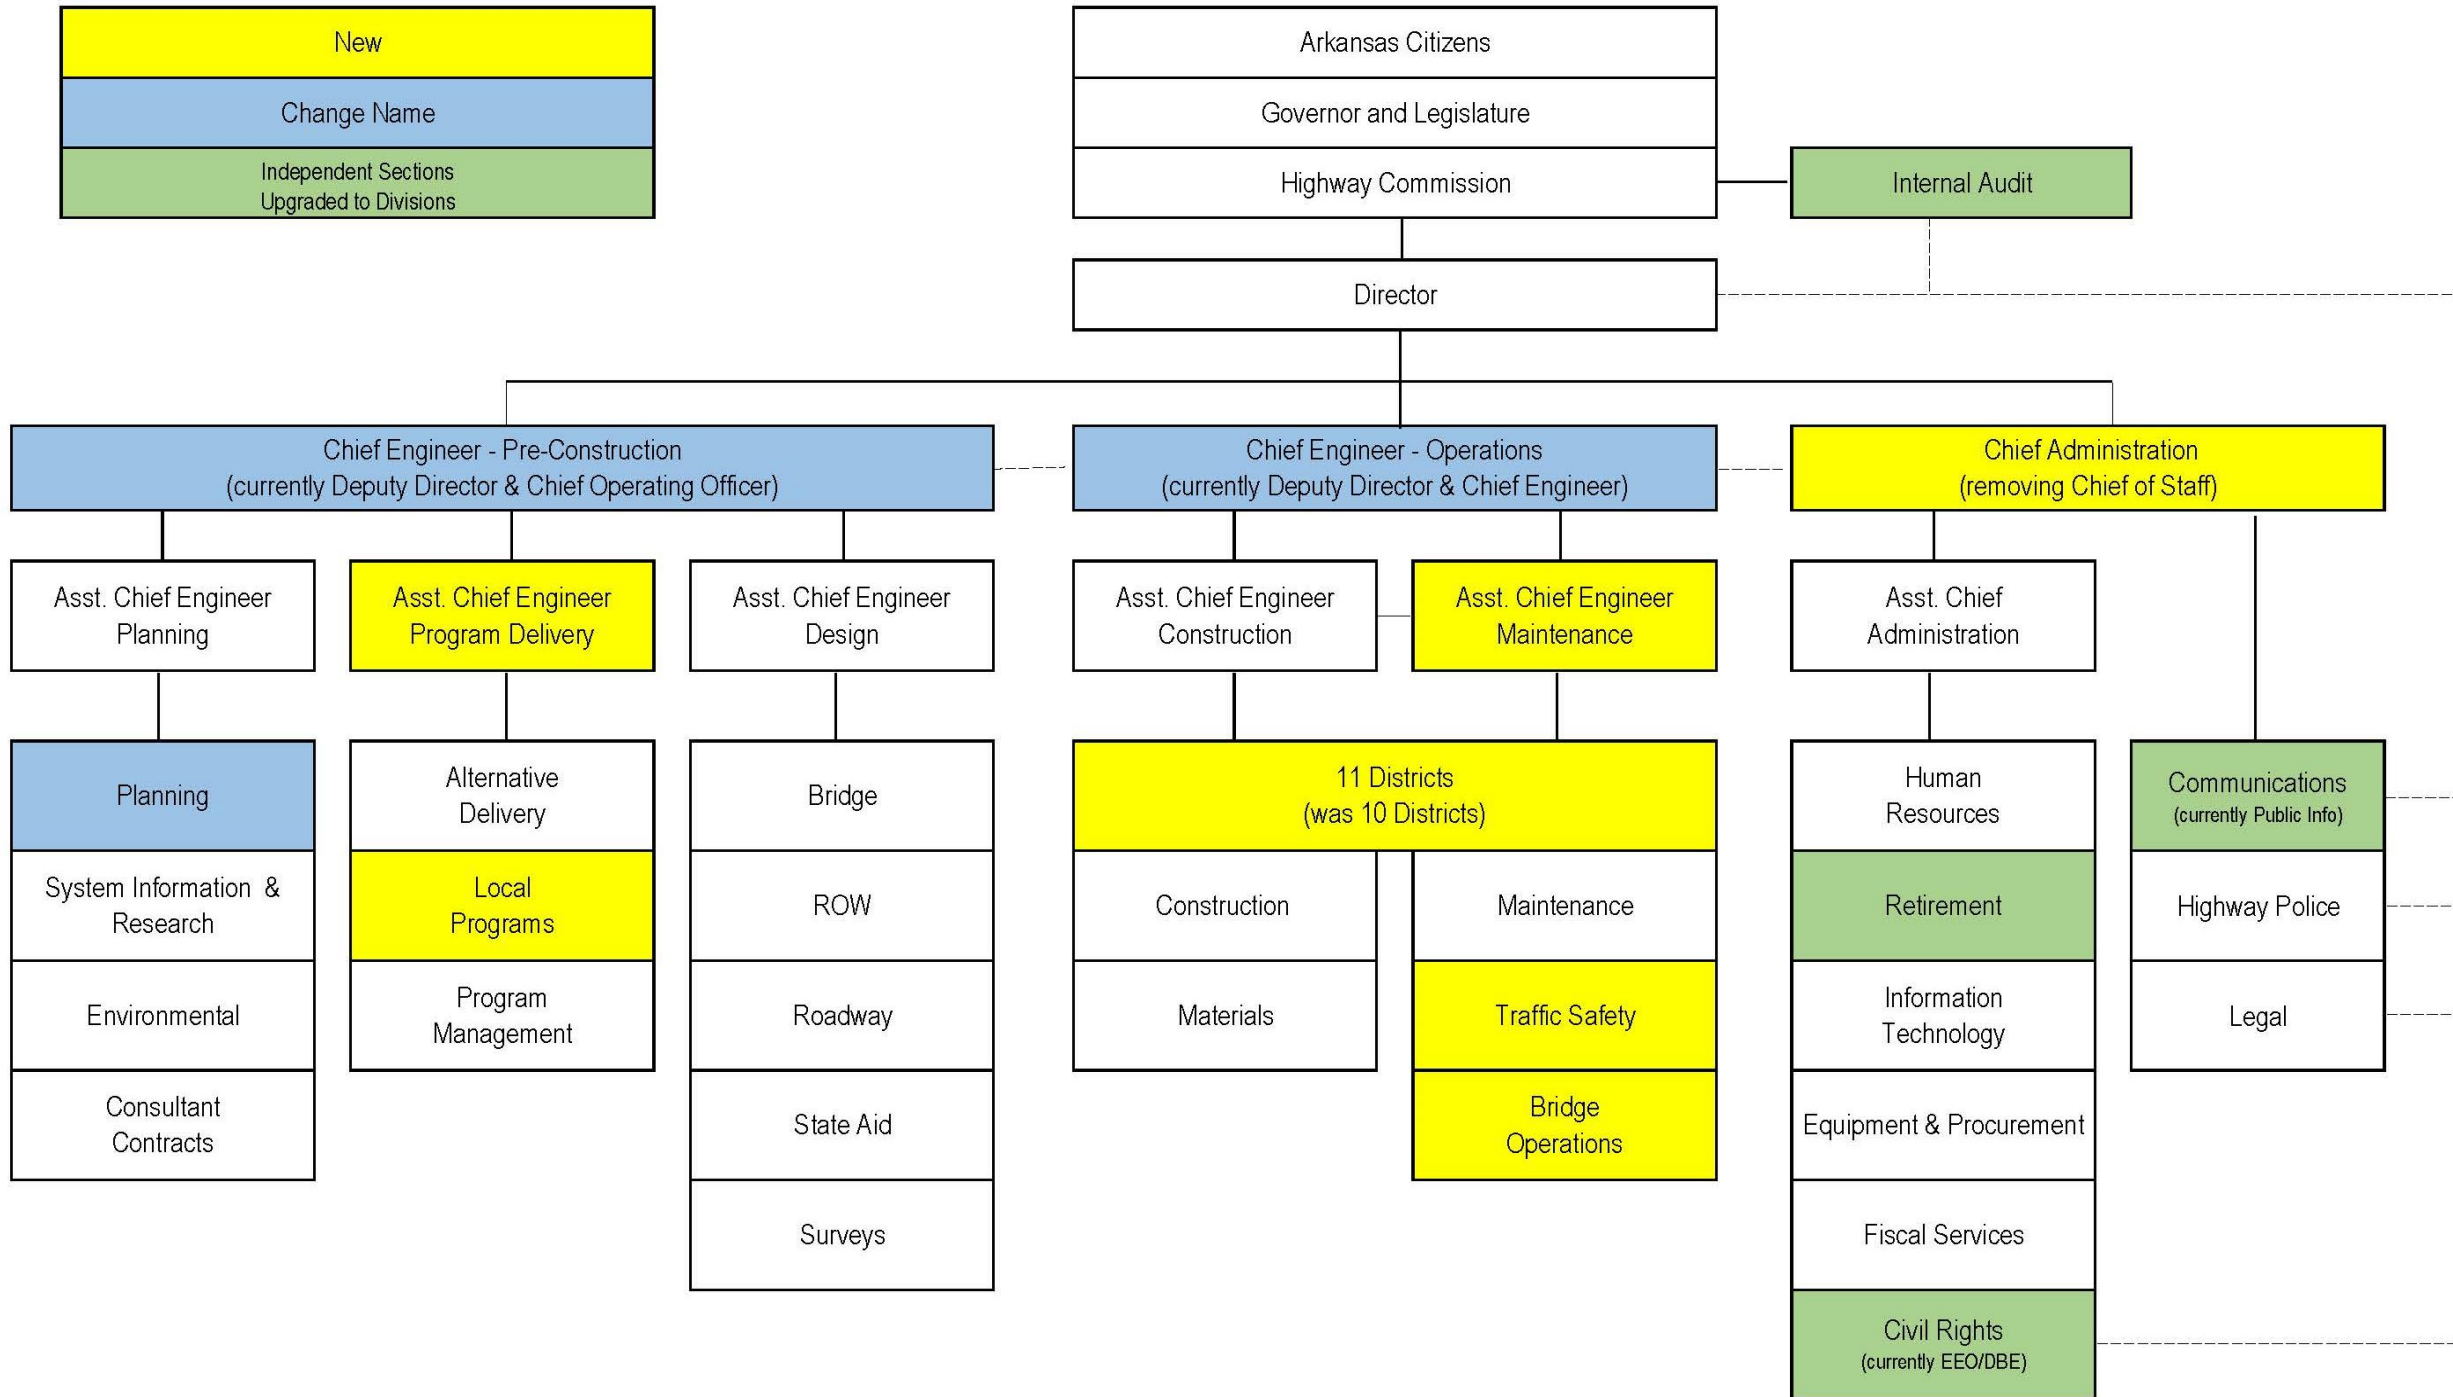 New
Change Name
Independent Sections
Upgraded to Divisions
Arkansas Citizens
Governor and Legislature
Highway Commission
Internal Audit
Director
Chief Engineer - Pre-Construction
(currently Deputy Director & Chief Operating Officer)
Chief Engineer - Operations
(currently Deputy Director & Chief Engineer)
Chief Administration
(removing Chief of Staff)
Asst. Chief Engineer
Planning
Asst. Chief Engineer
Program Delivery
Asst. Chief Engineer
Design
Asst. Chief Engineer
Construction
Asst. Chief Engineer
Maintenance
Asst. Chief
Administration
Planning
System Information &
Research
Environmental
Consultant
Contracts
Alternative
Delivery
Local
Programs
Program
Management
Bridge
ROW
Roadway
State Aid
Surveys
11 Districts
(was 10 Districts)
Construction
Materials
Maintenance
Traffic Safety
Bridge
Operations
Human
Resources
Retirement
Information
Technology
Equipment & Procurement
Fiscal Services
Civil Rights
(currently EEO/DBE)
Communications
(currently Public Info)
Highway Police
Legal